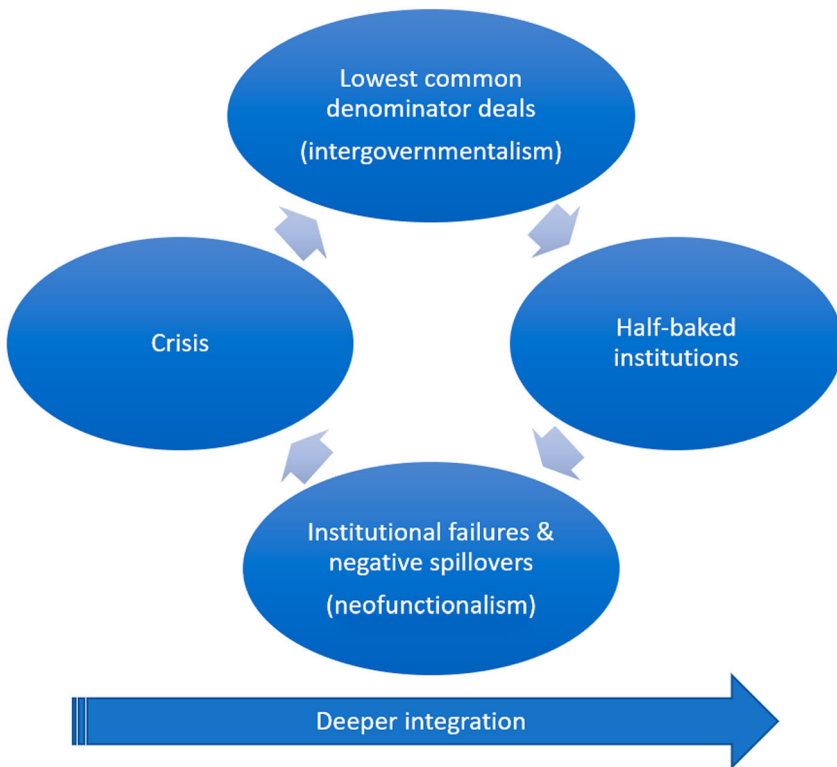 Lowest common
denominator deals
(intergovernmentalism)
Crisis
Half-baked
institutions
Institutional failures &
negative spillovers
(neofunctionalism)
Deeper integration